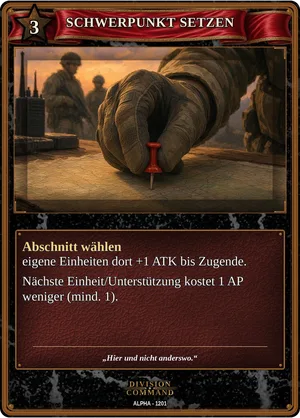 3
SCHWERPUNKT SETZEN
Abschnitt wählen
eigene Einheiten dort +1 ATK bis Zugende.
Nächste Einheit/Unterstützung kostet 1 AP
weniger (mind. 1).
„Hier und nicht anderswo.“
DIVISION
COMMAND
ALPHA - 1201